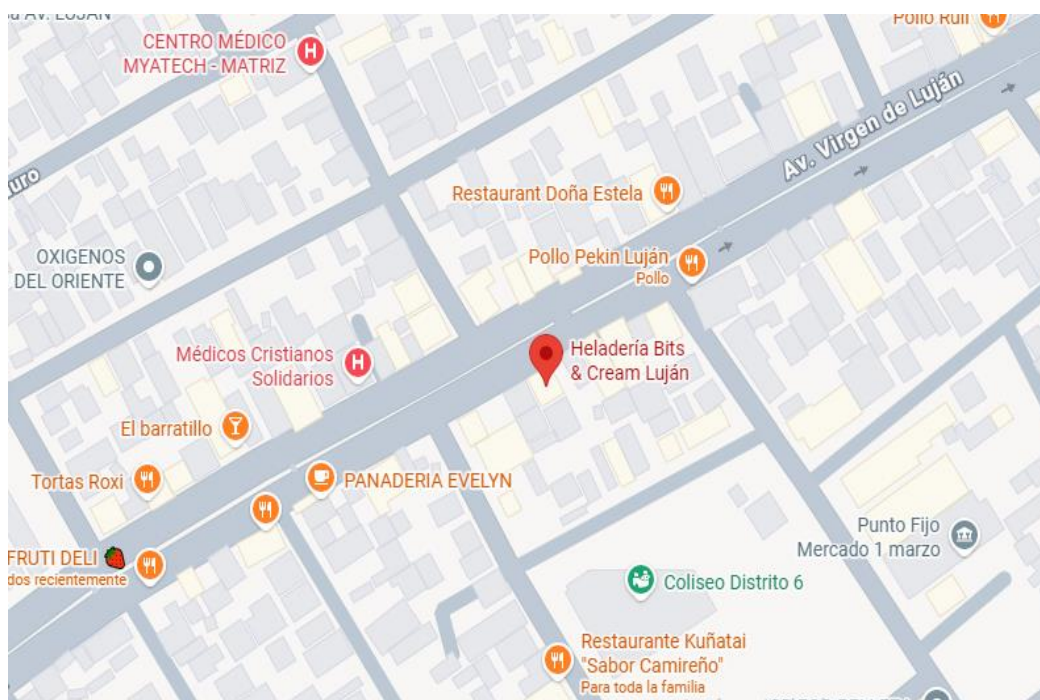 AV. LUJAN
CENTRO MÉDICO
MYATECH - MATRIZ
Pollo Rull
Av. Virgen de Luján
uro
Restaurant Doña Estela
OXIGENOS
DEL ORIENTE
Pollo Pekin Luján
Pollo
Médicos Cristianos
Solidarios
Heladería Bits
& Cream Luján
El barratillo
Tortas Roxi
PANADERIA EVELYN
FRUTI DELI
dos recientemente
Punto Fijo
Mercado 1 marzo
Coliseo Distrito 6
Restaurante Kuñatai
"Sabor Camireño"
Para toda la familia